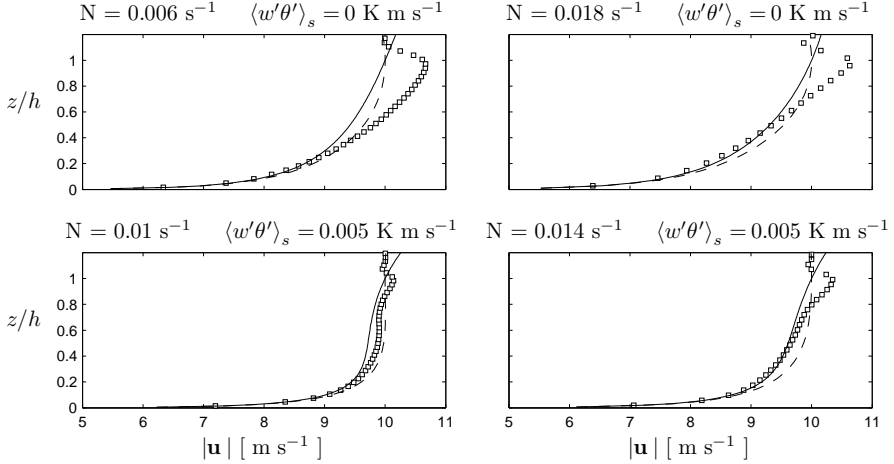 N = 0.006 s⁻¹ ⟨w′θ′⟩ₛ = 0 K m s⁻¹
N = 0.018 s⁻¹ ⟨w′θ′⟩ₛ = 0 K m s⁻¹
z/h
1
0.8
0.6
0.4
0.2
0
N = 0.01 s⁻¹ ⟨w′θ′⟩ₛ = 0.005 K m s⁻¹
N = 0.014 s⁻¹ ⟨w′θ′⟩ₛ = 0.005 K m s⁻¹
z/h
1
0.8
0.6
0.4
0.2
0
5 6 7 8 9 10 11
5 6 7 8 9 10 11
|u| [ m s⁻¹ ]
|u| [ m s⁻¹ ]